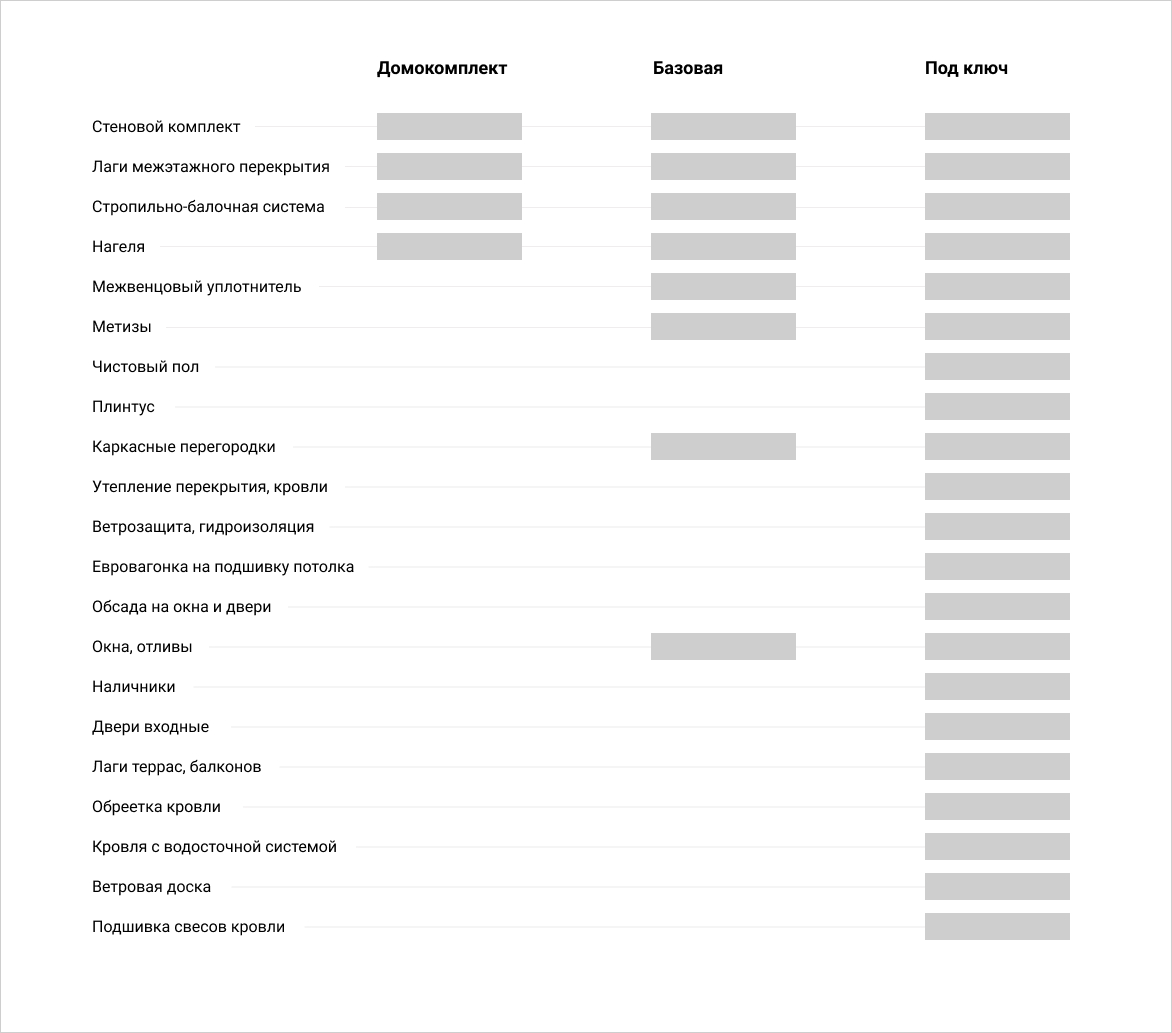 Домокомплект Базовая Под ключ
Стеновой комплект
Лаги межэтажного перекрытия
Стропильно-балочная система
Нагеля
Межвенцовый уплотнитель
Метизы
Чистовый пол
Плинтус
Каркасные перегородки
Утепление перекрытия, кровли
Ветрозащита, гидроизоляция
Евровагонка на подшивку потолка
Обсада на окна и двери
Окна, отливы
Наличники
Двери входные
Лаги террас, балконов
Обреетка кровли
Кровля с водосточной системой
Ветровая доска
Подшивка свесов кровли